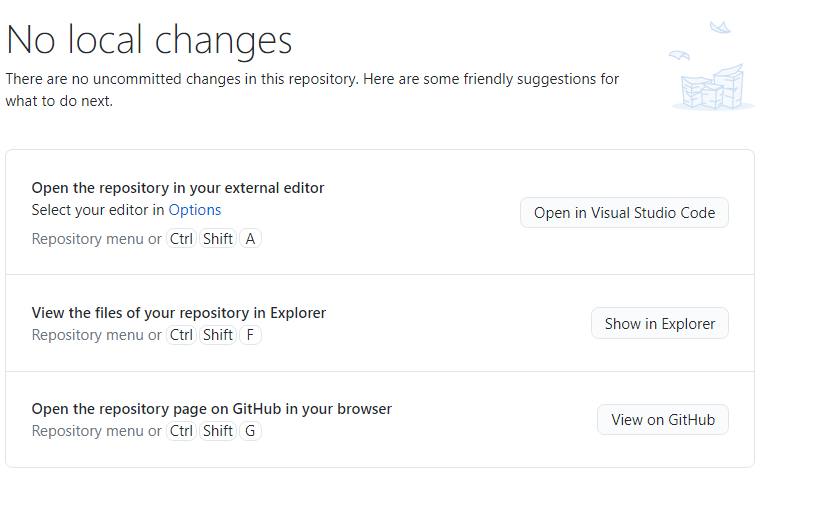 No local changes
There are no uncommitted changes in this repository. Here are some friendly suggestions for
what to do next.
Open the repository in your external editor
Select your editor in Options
Repository menu or Ctrl Shift A
Open in Visual Studio Code
View the files of your repository in Explorer
Repository menu or Ctrl Shift F
Show in Explorer
Open the repository page on GitHub in your browser
Repository menu or Ctrl Shift G
View on GitHub